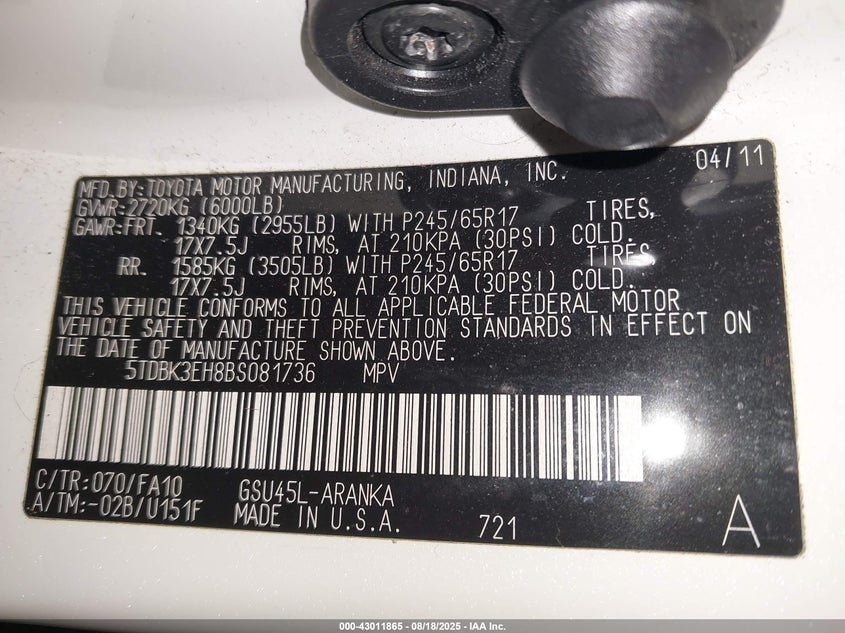 04/11
MFD. BY: TOYOTA MOTOR MANUFACTURING, INDIANA, INC.
GVWR: 2720KG (6000LB)
GAWR: FRT. 1340KG (2955LB) WITH P245/65R17 TIRES,
17X7.5J RIMS, AT 210KPA (30PSI) COLD.
RR. 1585KG (3505LB) WITH P245/65R17 TIRES,
17X7.5J RIMS, AT 210KPA (30PSI) COLD.
THIS VEHICLE CONFORMS TO ALL APPLICABLE FEDERAL MOTOR
VEHICLE SAFETY AND THEFT PREVENTION STANDARDS IN EFFECT ON
THE DATE OF MANUFACTURE SHOWN ABOVE.
5TDBK3EH8BS081736 MPV
C/TR: 070/FA10 GSU45L-ARANKA
A/TM: -02B/U151F MADE IN U.S.A. 721 A
000-43011865 - 08/18/2025 - IAA Inc.